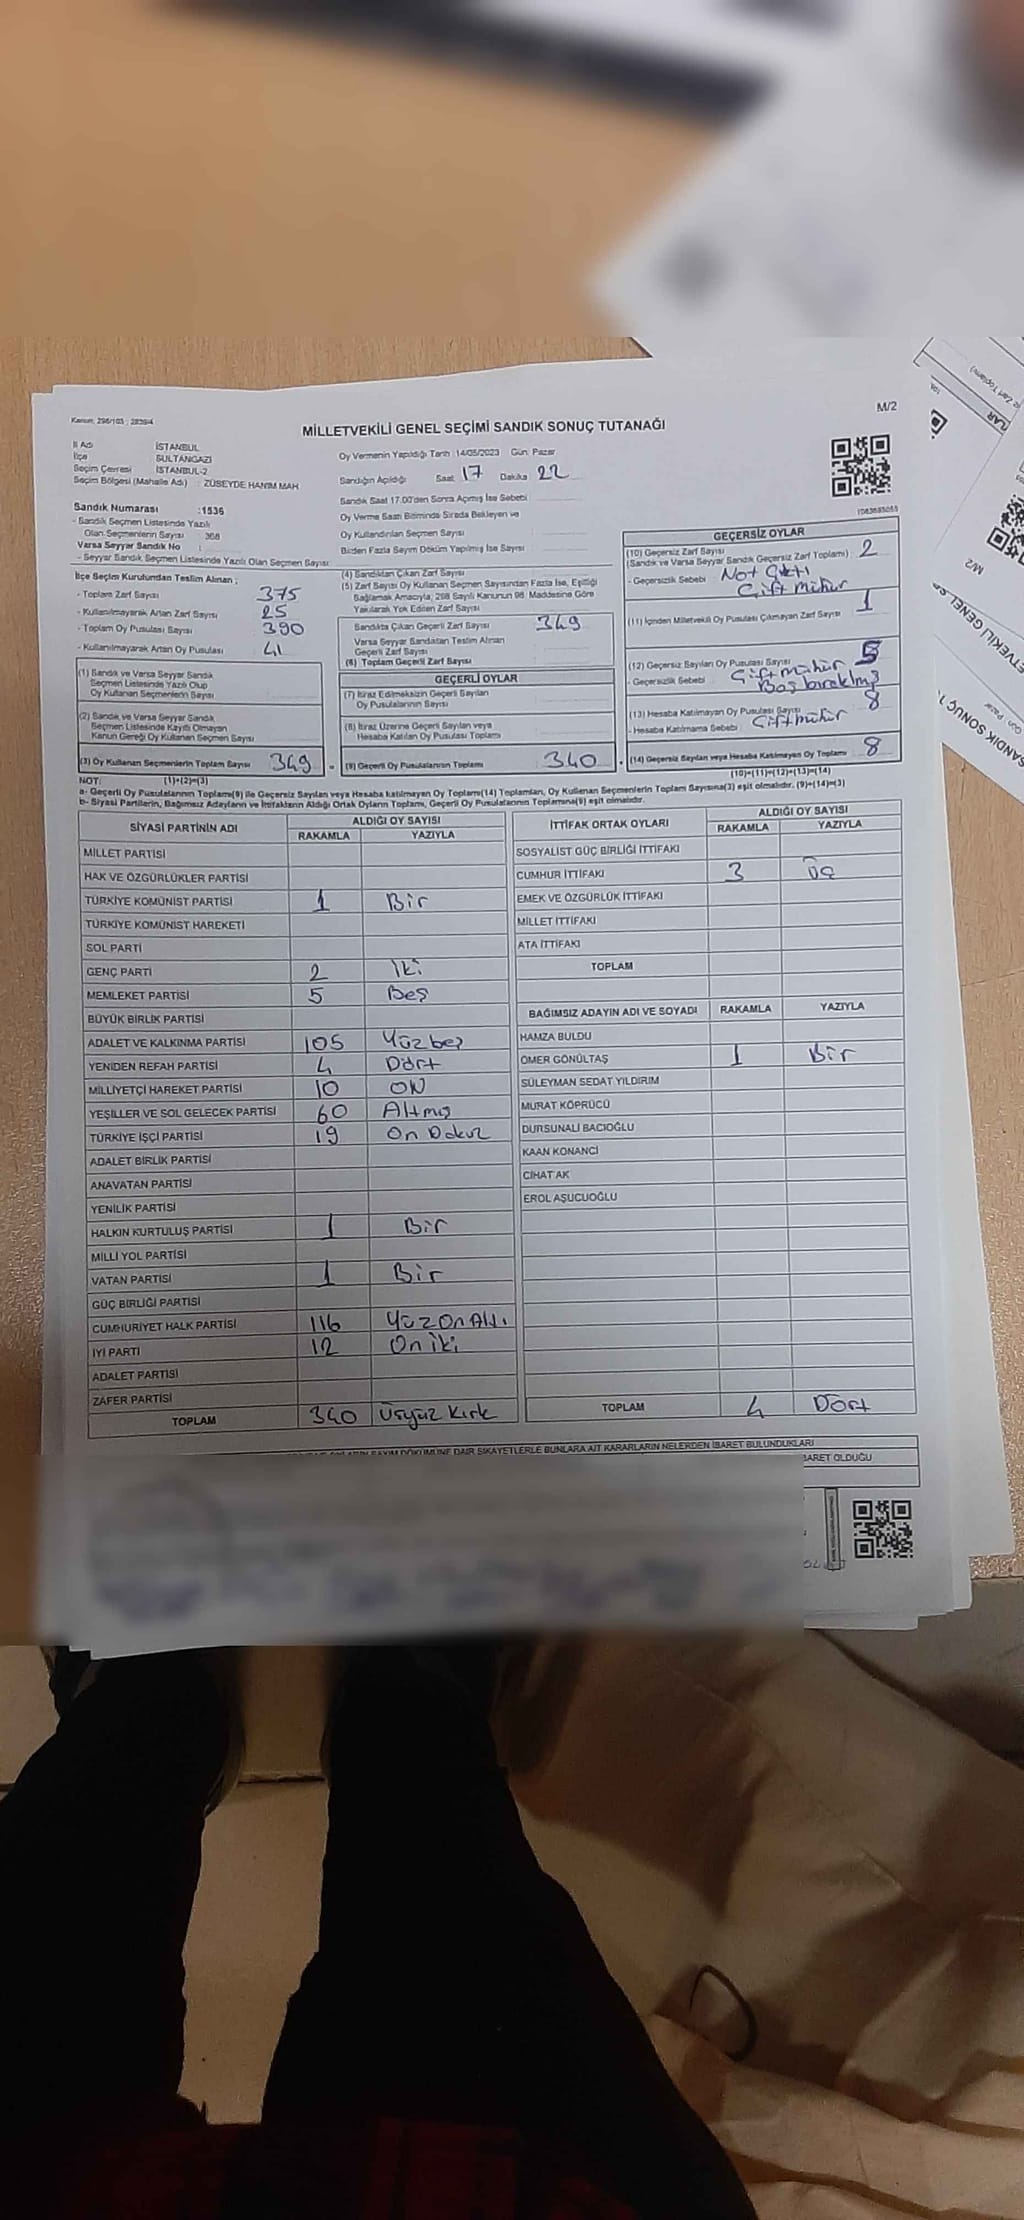 Kanun: 298/103 ; 2839/4
M/2
MİLLETVEKİLİ GENEL SEÇİMİ SANDIK SONUÇ TUTANAĞI
İl Adı İSTANBUL
İlçe SULTANGAZİ
Seçim Çevresi İSTANBUL-2
Seçim Bölgesi (Mahalle Adı) : ZÜBEYDE HANIM MAH
Oy Vermenin Yapıldığı Tarih :14/05/2023 Gün: Pazar
Sandığın Açıldığı Saat 17 Dakika 22
Sandık Saat 17.00'den Sonra Açılmış İse Sebebi
Oy Verme Saati Bitiminde Sırada Bekleyen ve
Oy Kullandırılan Seçmen Sayısı
Birden Fazla Sayım Döküm Yapılmış İse Sayısı
Sandık Numarası :1536
- Sandık Seçmen Listesinde Yazılı
Olan Seçmenlerin Sayısı : 368
Varsa Seyyar Sandık No :
- Seyyar Sandık Seçmen Listesinde Yazılı Olan Seçmen Sayısı
İlçe Seçim Kurulundan Teslim Alınan ;
- Toplam Zarf Sayısı 375
- Kullanılmayarak Artan Zarf Sayısı 25
- Toplam Oy Pusulası Sayısı 390
- Kullanılmayarak Artan Oy Pusulası 41
(1) Sandık ve Varsa Seyyar Sandık
Seçmen Listesinde Yazılı Olup
Oy Kullanan Seçmenlerin Sayısı
(2) Sandık ve Varsa Seyyar Sandık
Seçmen Listesinde Kayıtlı Olmayan
Kanun Gereği Oy Kullanan Seçmen Sayısı
(3) Oy Kullanan Seçmenlerin Toplam Sayısı 349
(4) Sandıktan Çıkan Zarf Sayısı
(5) Zarf Sayısı Oy Kullanan Seçmen Sayısından Fazla İse, Eşitliği
Sağlamak Amacıyla, 298 Sayılı Kanunun 98. Maddesine Göre
Yakılarak Yok Edilen Zarf Sayısı
Sandıkta Çıkan Geçerli Zarf Sayısı 349
Varsa Seyyar Sandıktan Teslim Alınan
Geçerli Zarf Sayısı
(6) Toplam Geçerli Zarf Sayısı
GEÇERLİ OYLAR
(7) İtiraz Edilmeksizin Geçerli Sayılan
Oy Pusulalarının Sayısı
(8) İtiraz Üzerine Geçerli Sayılan veya
Hesaba Katılan Oy Pusulası Toplamı
(9) Geçerli Oy Pusulalarının Toplamı 340
GEÇERSİZ OYLAR
(10) Geçersiz Zarf Sayısı
(Sandık ve Varsa Seyyar Sandık Geçersiz Zarf Toplamı) 2
- Geçersizlik Sebebi Not Çıktı
Çift mühür
(11) İçinden Milletvekili Oy Pusulası Çıkmayan Zarf Sayısı 1
(12) Geçersiz Sayılan Oy Pusulası Sayısı
- Geçersizlik Sebebi Çift mühür
Boş bırakılmış
(13) Hesaba Katılmayan Oy Pusulası Sayısı 8
- Hesaba Katılmama Sebebi Çift mühür
(14) Geçersiz Sayılan veya Hesaba Katılmayan Oy Toplamı 8
(10)+(11)+(12)+(13)=(14)
NOT: (1)+(2)=(3)
a- Geçerli Oy Pusulalarının Toplam(9) ile Geçersiz Sayılan veya Hesaba Katılmayan Oy Toplam(14) Toplamları, Oy Kullanan Seçmenlerin Toplam Sayısına(3) eşit olmalıdır. (9)+(14)=(3)
b- Siyasi Partilerin, Bağımsız Adayların ve İttifakların Aldığı Ortak Oyların Toplamı, Geçerli Oy Pusulalarının Toplamına(9) eşit olmalıdır.
SİYASİ PARTİNİN ADI ALDIĞI OY SAYISI
RAKAMLA YAZIYLA
MİLLET PARTİSİ
HAK VE ÖZGÜRLÜKLER PARTİSİ
TÜRKİYE KOMÜNİST PARTİSİ 1 Bir
TÜRKİYE KOMÜNİST HAREKETİ
SOL PARTİ
GENÇ PARTİ 2 İki
MEMLEKET PARTİSİ 5 Beş
BÜYÜK BİRLİK PARTİSİ
ADALET VE KALKINMA PARTİSİ 105 Yüzbeş
YENİDEN REFAH PARTİSİ 4 Dört
MİLLİYETÇİ HAREKET PARTİSİ 10 ON
YEŞİLLER VE SOL GELECEK PARTİSİ 60 Altmış
TÜRKİYE İŞÇİ PARTİSİ 19 On Dokuz
ADALET BİRLİK PARTİSİ
ANAVATAN PARTİSİ
YENİLİK PARTİSİ
HALKIN KURTULUŞ PARTİSİ 1 Bir
MİLLİ YOL PARTİSİ
VATAN PARTİSİ 1 Bir
GÜÇ BİRLİĞİ PARTİSİ
CUMHURİYET HALK PARTİSİ 116 Yüz On Altı
İYİ PARTİ 12 On iki
ADALET PARTİSİ
ZAFER PARTİSİ
TOPLAM 340 Üçyüz Kırk
İTTİFAK ORTAK OYLARI ALDIĞI OY SAYISI
RAKAMLA YAZIYLA
SOSYALİST GÜÇ BİRLİĞİ İTTİFAKI
CUMHUR İTTİFAKI 3 Üç
EMEK VE ÖZGÜRLÜK İTTİFAKI
MİLLET İTTİFAKI
ATA İTTİFAKI
TOPLAM
BAĞIMSIZ ADAYIN ADI VE SOYADI RAKAMLA YAZIYLA
HAMZA BULDU
ÖMER GÖNÜLTAŞ 1 Bir
SÜLEYMAN SEDAT YILDIRIM
MURAT KÖPRÜCÜ
DURSUNALİ BACIOĞLU
KAAN KONANCİ
CİHAT AK
EROL AŞUCUOĞLU
TOPLAM 4 Dört
SAYIM DÖKÜMÜNE DAİR ŞİKAYETLERLE BUNLARA AİT KARARLARIN NELERDEN İBARET BULUNDUKLARI
BARET OLDUĞU
M/2
SANDIK SONUÇ